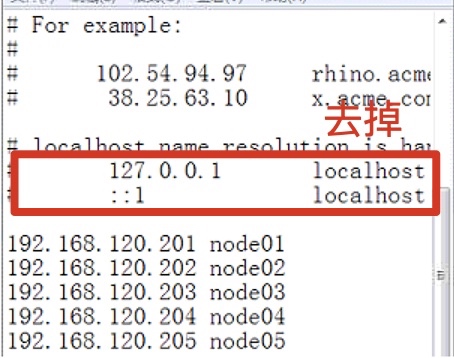 # For example:
#
#      102.54.94.97     rhino.acme
#       38.25.63.10     x.acme.com
去掉
# localhost name resolution is han
127.0.0.1       localhost
::1             localhost
192.168.120.201 node01
192.168.120.202 node02
192.168.120.203 node03
192.168.120.204 node04
192.168.120.205 node05